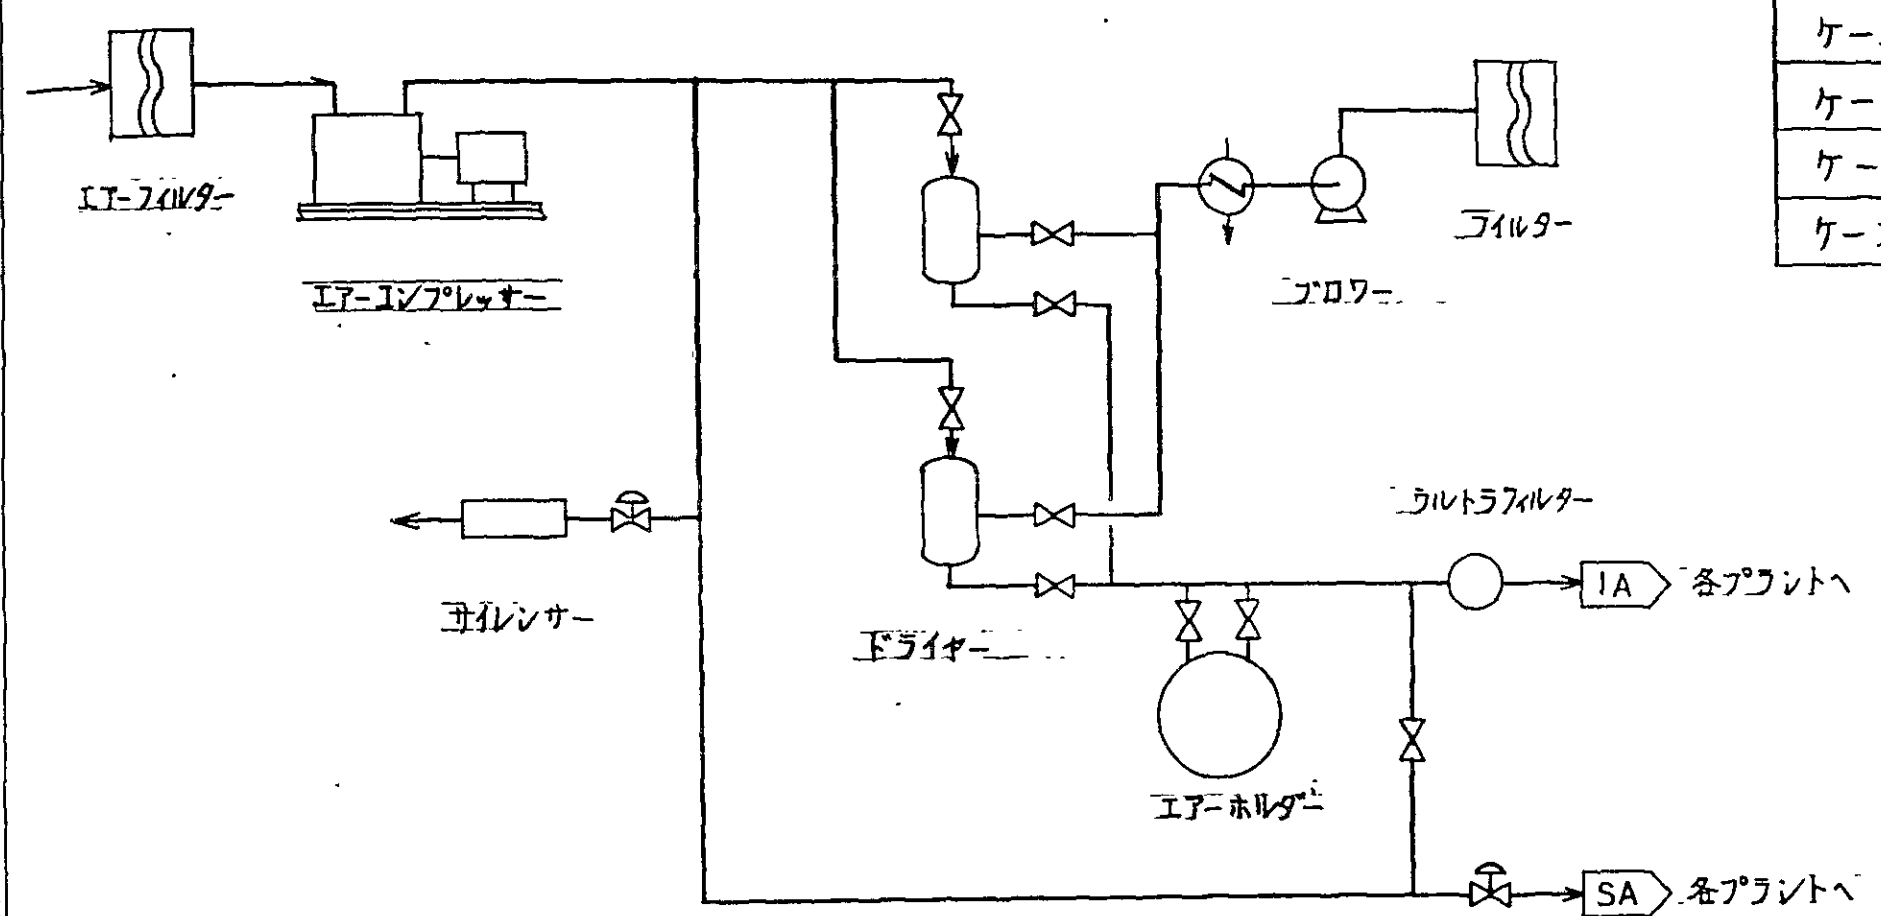 エアーフィルター
エアーコンプレッサー
フィルター
ブロワー
ウルトラフィルター
サイレンサー
ドライヤー
エアーホルダー
IA 各プラントへ
SA 各プラントへ
ケー
ケー
ケー
ケー